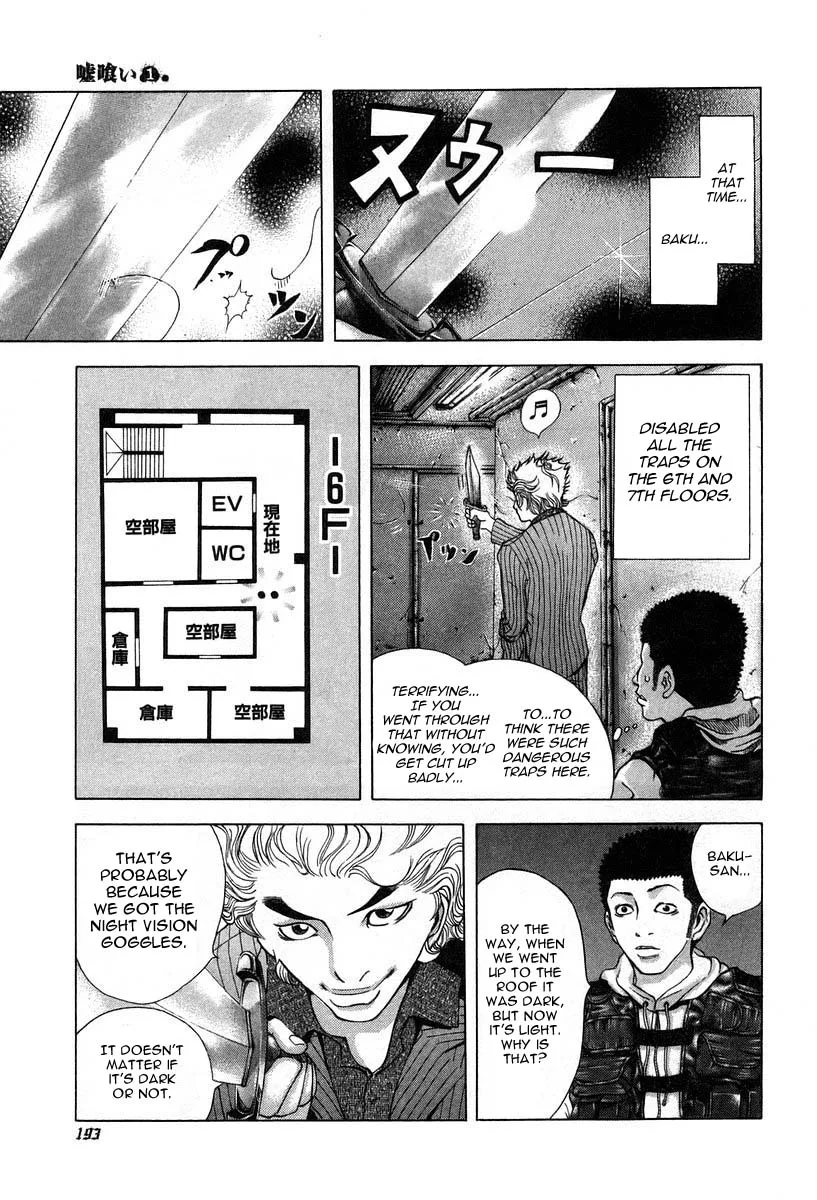 嘘喰い 1.
AT
THAT
TIME...
BAKU...
ヌゥー
プッ
プツン
DISABLED
ALL THE
TRAPS ON
THE 6TH AND
7TH FLOORS.
♫
プツン
TO...TO
THINK THERE
WERE SUCH
DANGEROUS
TRAPS HERE.
TERRIFYING...
IF YOU
WENT THROUGH
THAT WITHOUT
KNOWING, YOU'D
GET CUT UP
BADLY...
16F1
空部屋
EV
WC
現在地
空部屋
倉庫
倉庫
空部屋
BAKU-
SAN...
BY THE
WAY, WHEN
WE WENT
UP TO THE
ROOF IT
WAS DARK,
BUT NOW
IT'S LIGHT.
WHY IS
THAT?
THAT'S
PROBABLY
BECAUSE
WE GOT THE
NIGHT VISION
GOGGLES.
IT DOESN'T
MATTER IF
IT'S DARK
OR NOT.
193